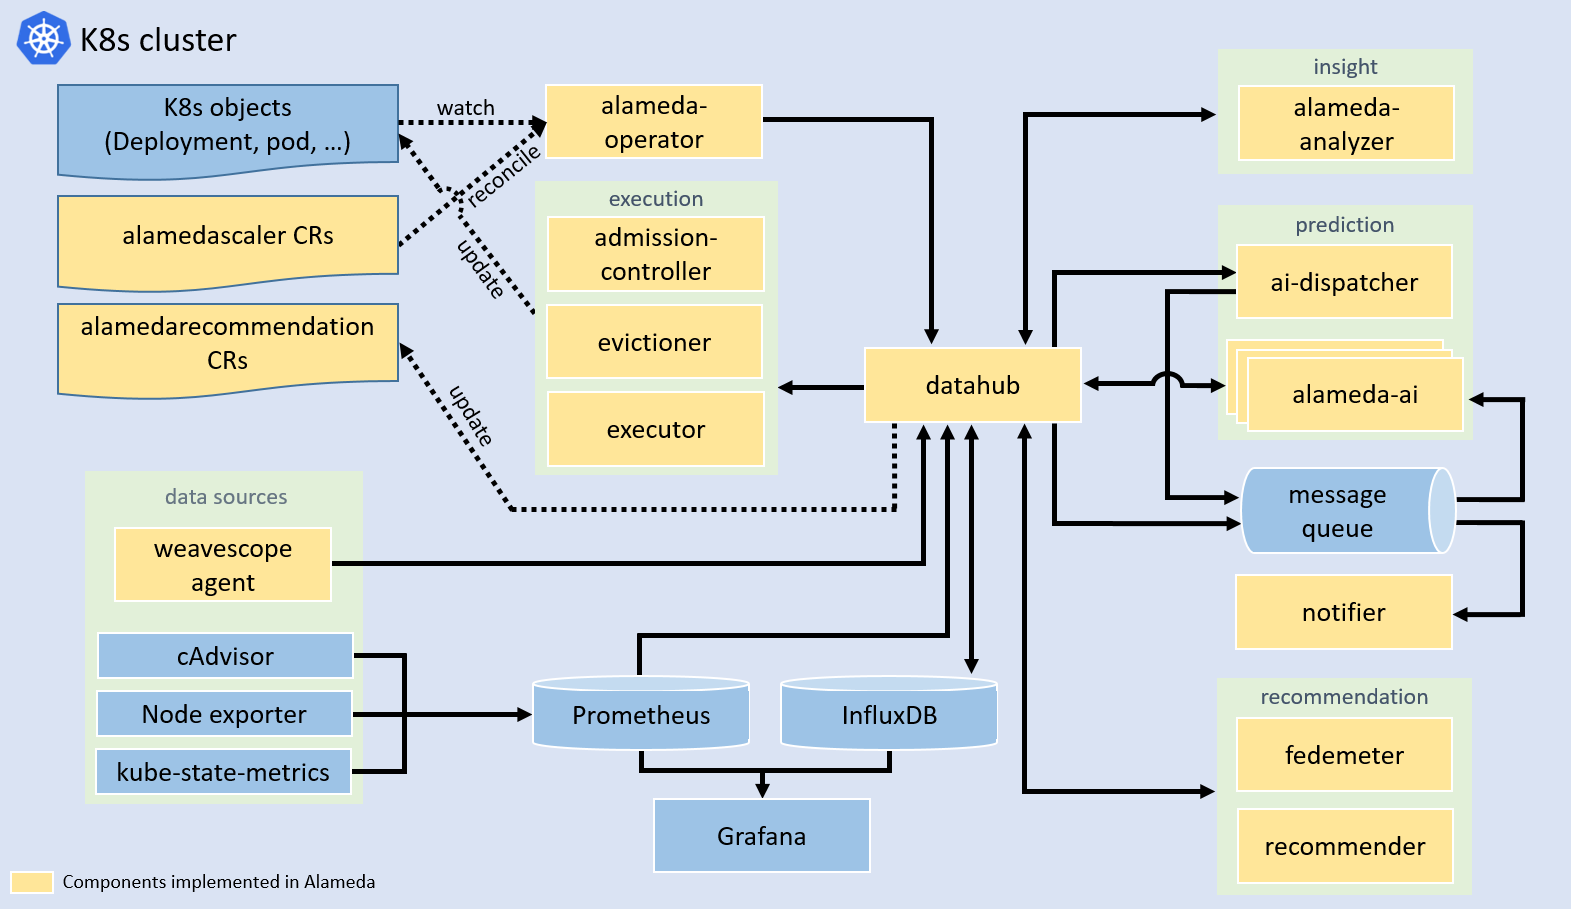 K8s cluster
K8s objects
(Deployment, pod, ...)
watch
alameda-
operator
reconcile
alamedascaler CRs
update
alamedarecommendation
CRs
update
execution
admission-
controller
evictioner
executor
datahub
insight
alameda-
analyzer
prediction
ai-dispatcher
alameda-ai
message
queue
notifier
recommendation
fedemeter
recommender
data sources
weavescope
agent
cAdvisor
Node exporter
kube-state-metrics
Prometheus
InfluxDB
Grafana
Components implemented in Alameda